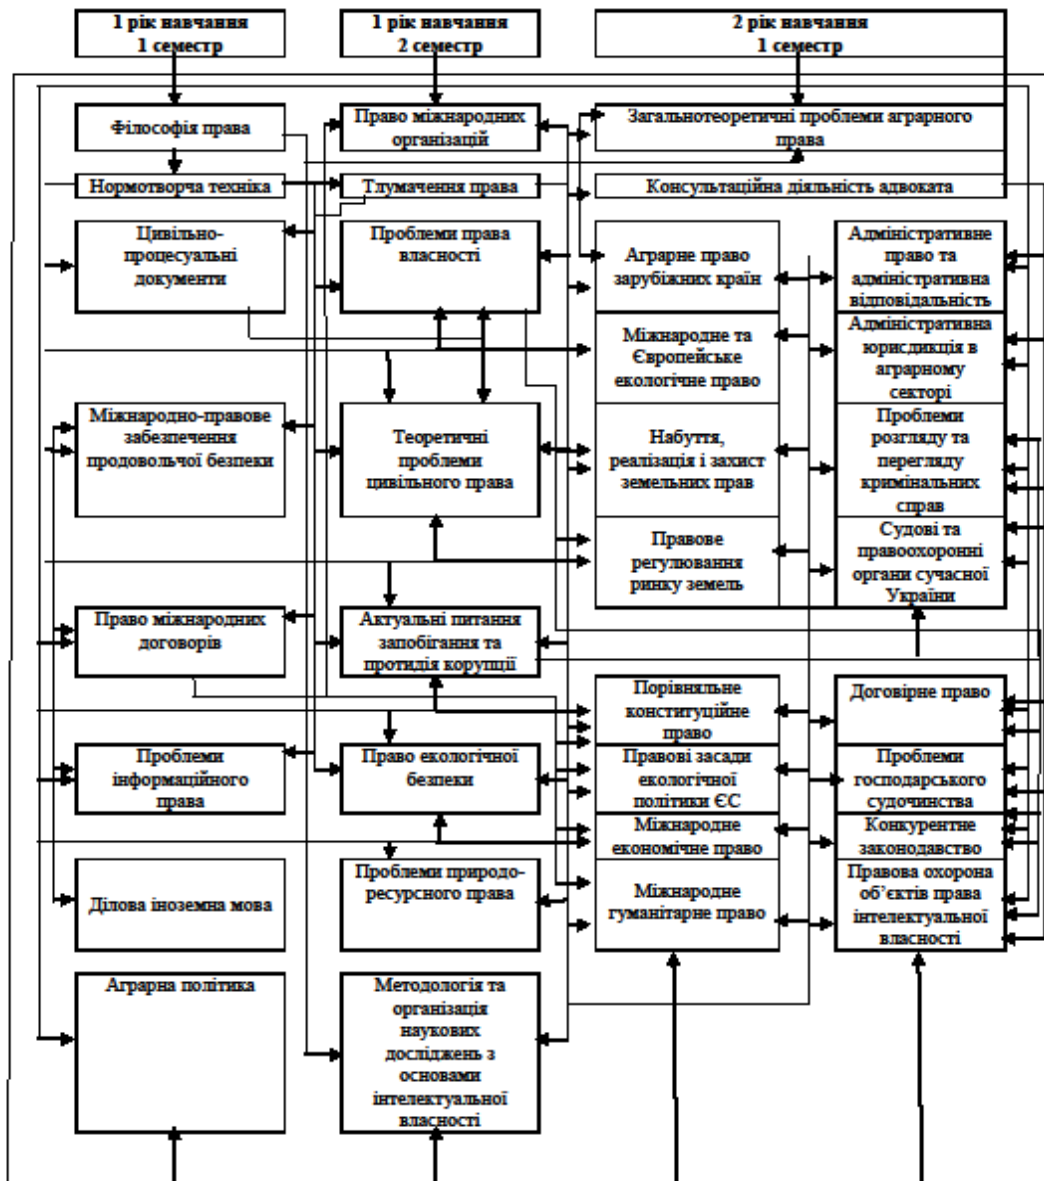 1 рік навчання
1 семестр
1 рік навчання
2 семестр
2 рік навчання
1 семестр
Філософія права
Право міжнародних
організацій
Загальнотеоретичні проблеми аграрного
права
Нормотворча техніка
Тлумачення права
Консультаційна діяльність адвоката
Цивільно-
процесуальні
документи
Проблеми права
власності
Аграрне право
зарубіжних країн
Адміністративне
право та
адміністративна
відповідальність
Міжнародне та
Європейське
екологічне право
Адміністративна
юрисдикція в
аграрному
секторі
Міжнародно-правове
забезпечення
продовольчої безпеки
Теоретичні
проблеми
цивільного права
Набуття,
реалізація і захист
земельних прав
Проблеми
розгляду та
перегляду
кримінальних
справ
Правове
регулювання
ринку земель
Судові та
правоохоронні
органи сучасної
України
Право міжнародних
договорів
Актуальні питання
запобігання та
протидія корупції
Порівняльне
конституційне
право
Договірне право
Проблеми
інформаційного
права
Право екологічної
безпеки
Правові засади
екологічної
політики ЄС
Проблеми
господарського
судочинства
Міжнародне
економічне право
Конкурентне
законодавство
Ділова іноземна мова
Проблеми природо-
ресурсного права
Міжнародне
гуманітарне право
Правова охорона
об’єктів права
інтелектуальної
власності
Аграрна політика
Методологія та
організація
наукових
досліджень з
основами
інтелектуальної
власності